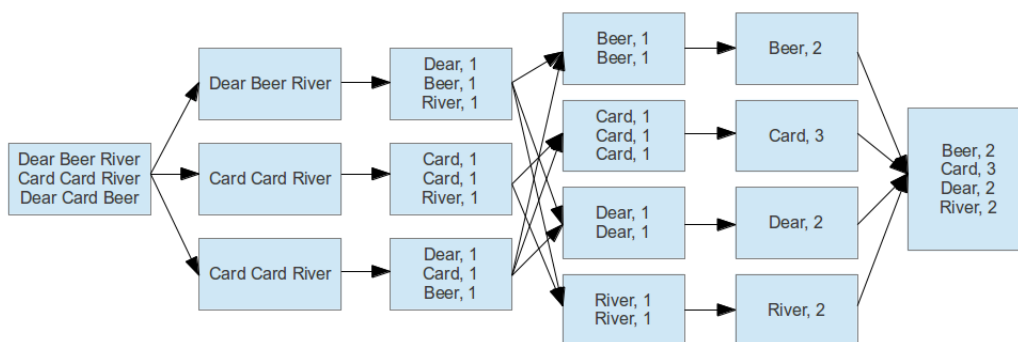 Dear Beer River
Card Card River
Dear Card Beer
Dear Beer River
Card Card River
Card Card River
Dear, 1
Beer, 1
River, 1
Card, 1
Card, 1
River, 1
Dear, 1
Card, 1
Beer, 1
Beer, 1
Beer, 1
Card, 1
Card, 1
Card, 1
Dear, 1
Dear, 1
River, 1
River, 1
Beer, 2
Card, 3
Dear, 2
River, 2
Beer, 2
Card, 3
Dear, 2
River, 2